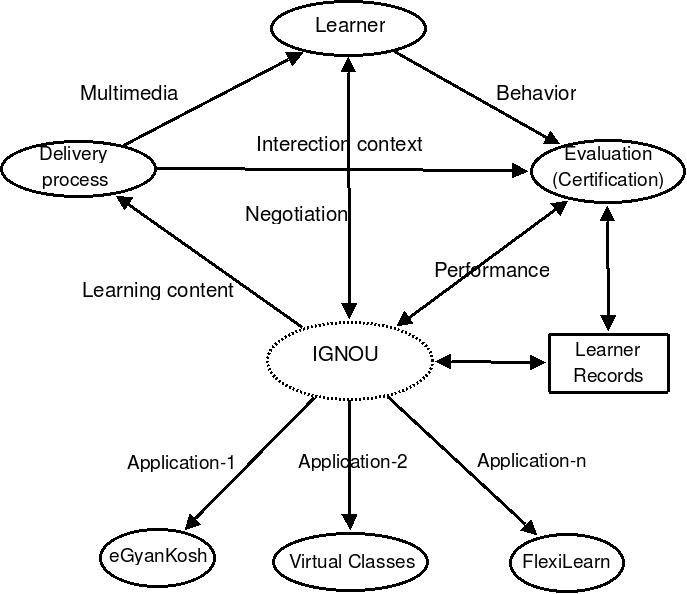 Learner
Multimedia
Behavior
Interection context
Delivery
process
Evaluation
(Certification)
Negotiation
Performance
Learning content
IGNOU
Learner
Records
Application-1
Application-2
Application-n
eGyanKosh
Virtual Classes
FlexiLearn